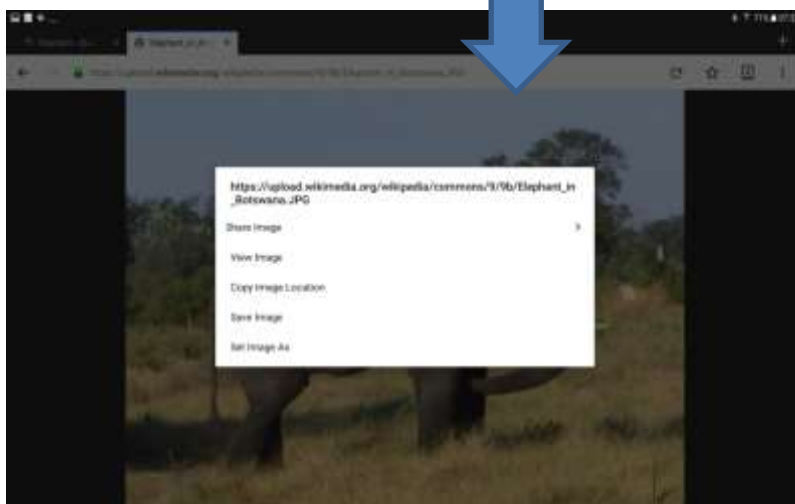 https://upload.wikimedia.org/wikipedia/commons/9/9b/Elephant_in
_Botswana.JPG
Share Image
View Image
Copy Image Location
Save Image
Set Image As